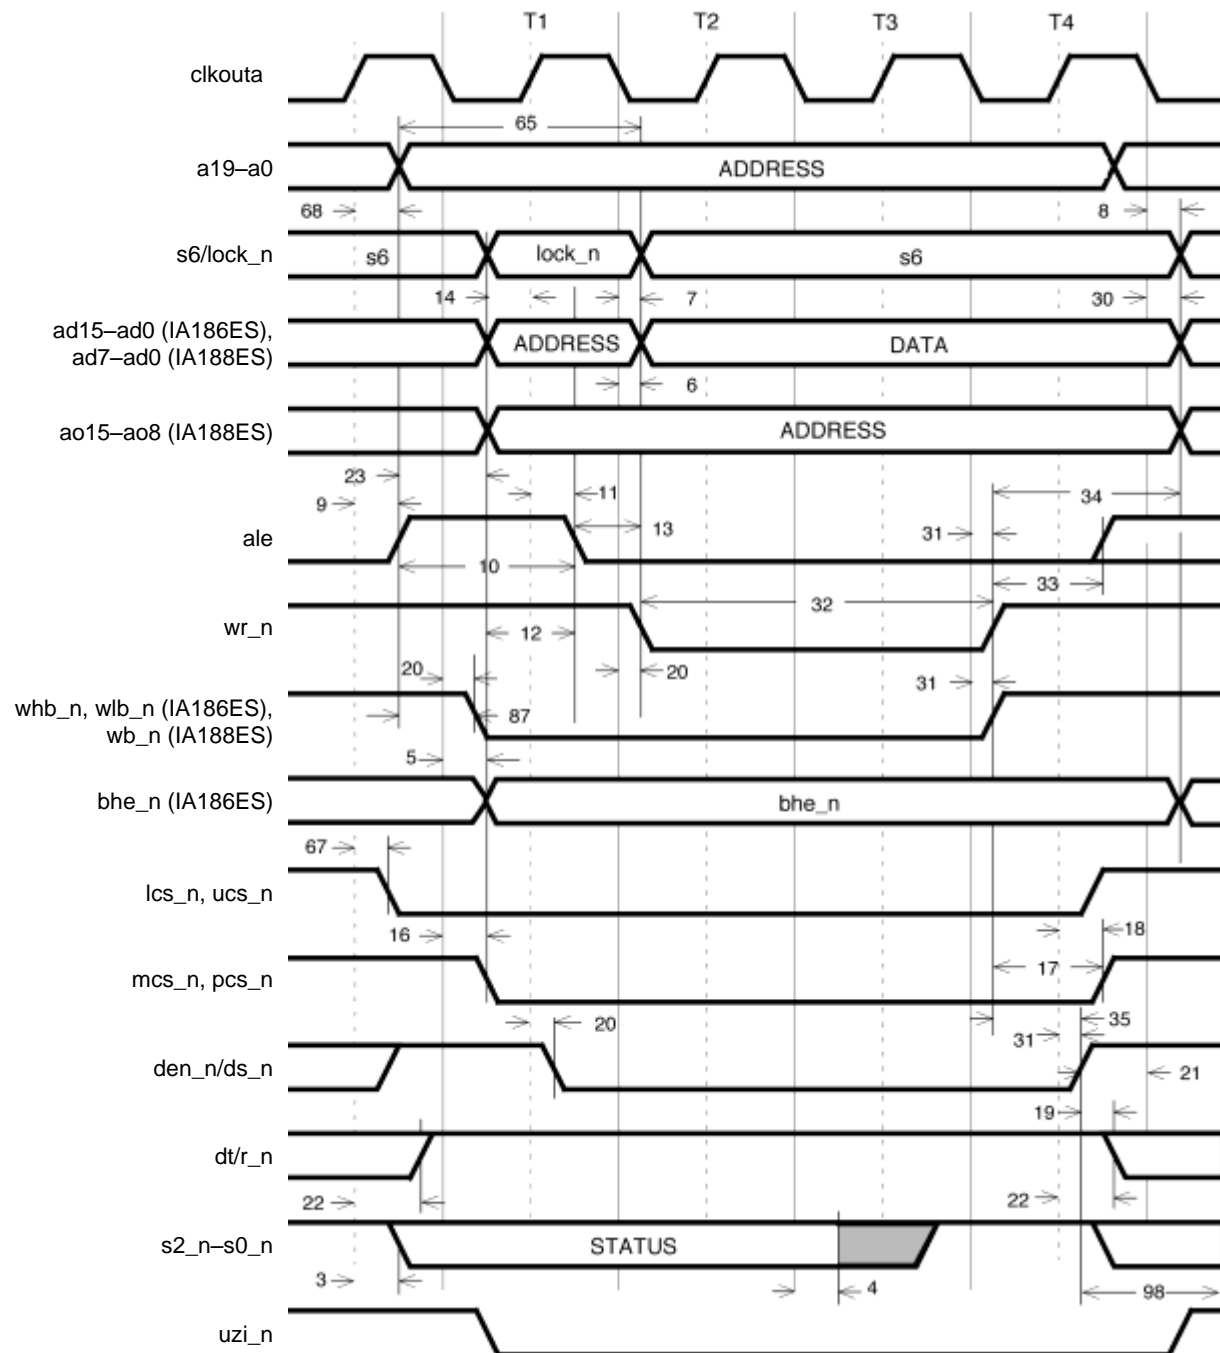 T1 T2 T3 T4
clkouta
65
a19–a0 ADDRESS
68 8
s6/lock_n s6 lock_n s6
14 7 30
ad15–ad0 (IA186ES),
ad7–ad0 (IA188ES) ADDRESS DATA
6
ao15–ao8 (IA188ES) ADDRESS
23 11 34
9
13 31
ale
10 33
32
wr_n 12
20 20 31
whb_n, wlb_n (IA186ES),
wb_n (IA188ES) 87
5
bhe_n (IA186ES) bhe_n
67
lcs_n, ucs_n
16 18
17
mcs_n, pcs_n
20 35
31
den_n/ds_n 21
19
dt/r_n
22 22
s2_n–s0_n STATUS
3 4 98
uzi_n